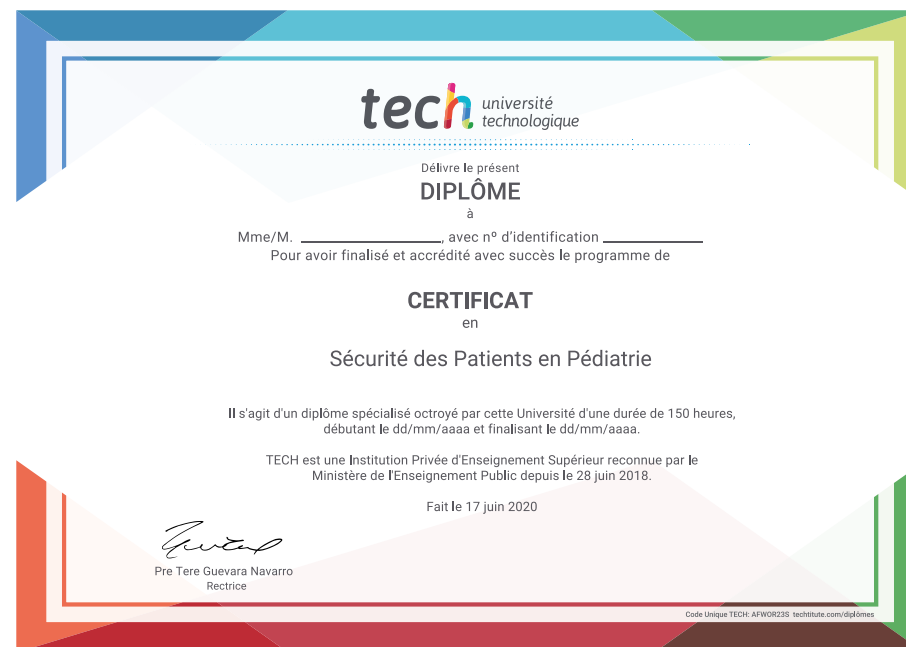 tech université
technologique
Délivre le présent
DIPLÔME
à
Mme/M. ____________________, avec nº d'identification ______________
Pour avoir finalisé et accrédité avec succès le programme de
CERTIFICAT
en
Sécurité des Patients en Pédiatrie
Il s'agit d'un diplôme spécialisé octroyé par cette Université d'une durée de 150 heures,
débutant le dd/mm/aaaa et finalisant le dd/mm/aaaa.
TECH est une Institution Privée d'Enseignement Supérieur reconnue par le
Ministère de l'Enseignement Public depuis le 28 juin 2018.
Fait le 17 juin 2020
Pre Tere Guevara Navarro
Rectrice
Code Unique TECH: AFWOR23S techtitute.com/diplômes